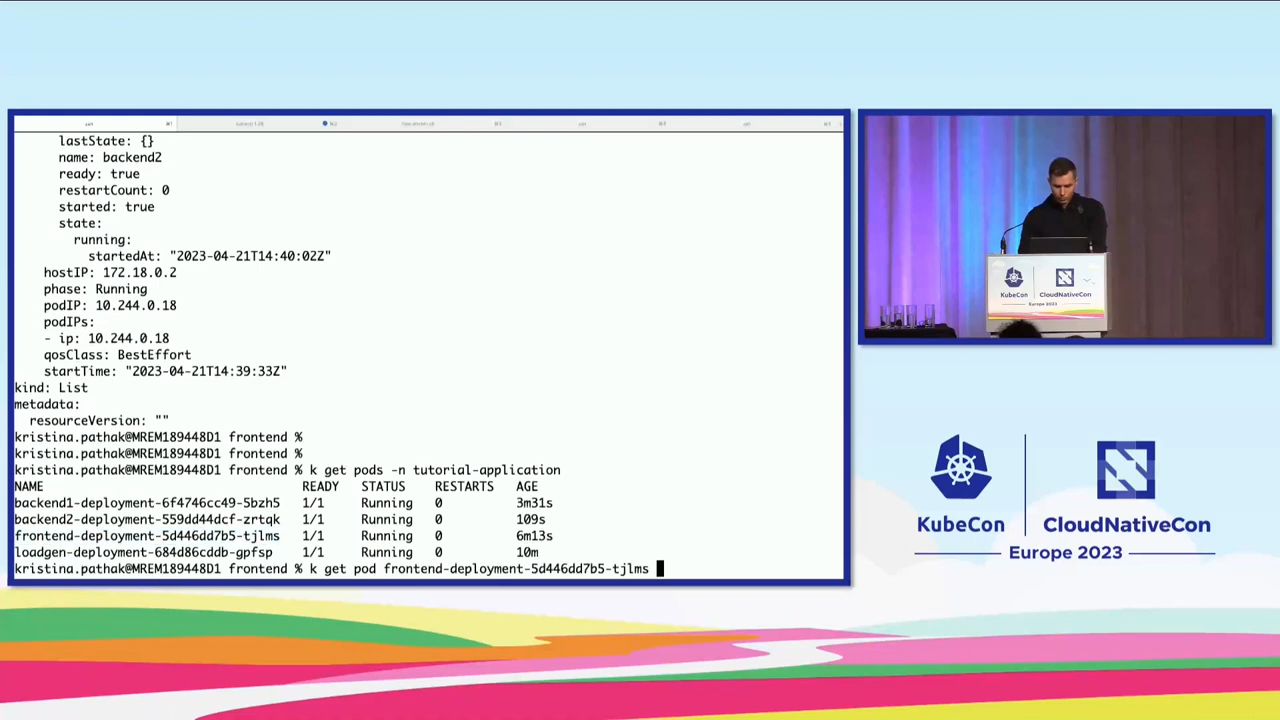 lastState: {}
name: backend2
ready: true
restartCount: 0
started: true
state:
running:
startedAt: "2023-04-21T14:40:02Z"
hostIP: 172.18.0.2
phase: Running
podIP: 10.244.0.18
podIPs:
- ip: 10.244.0.18
qosClass: BestEffort
startTime: "2023-04-21T14:39:33Z"
kind: List
metadata:
resourceVersion: ""
kristina.pathak@MREM189448D1 frontend %
kristina.pathak@MREM189448D1 frontend %
kristina.pathak@MREM189448D1 frontend % k get pods -n tutorial-application
NAME READY STATUS RESTARTS AGE
backend1-deployment-6f4746cc49-5bzh5 1/1 Running 0 3m31s
backend2-deployment-559dd44dcf-zrtqk 1/1 Running 0 109s
frontend-deployment-5d446dd7b5-tjlms 1/1 Running 0 6m13s
loadgen-deployment-684d86cddb-gpfsp 1/1 Running 0 10m
kristina.pathak@MREM189448D1 frontend % k get pod frontend-deployment-5d446dd7b5-tjlms
KubeCon CloudNativeCon
Europe 2023
KubeCon CloudNativeCon
Europe 2023